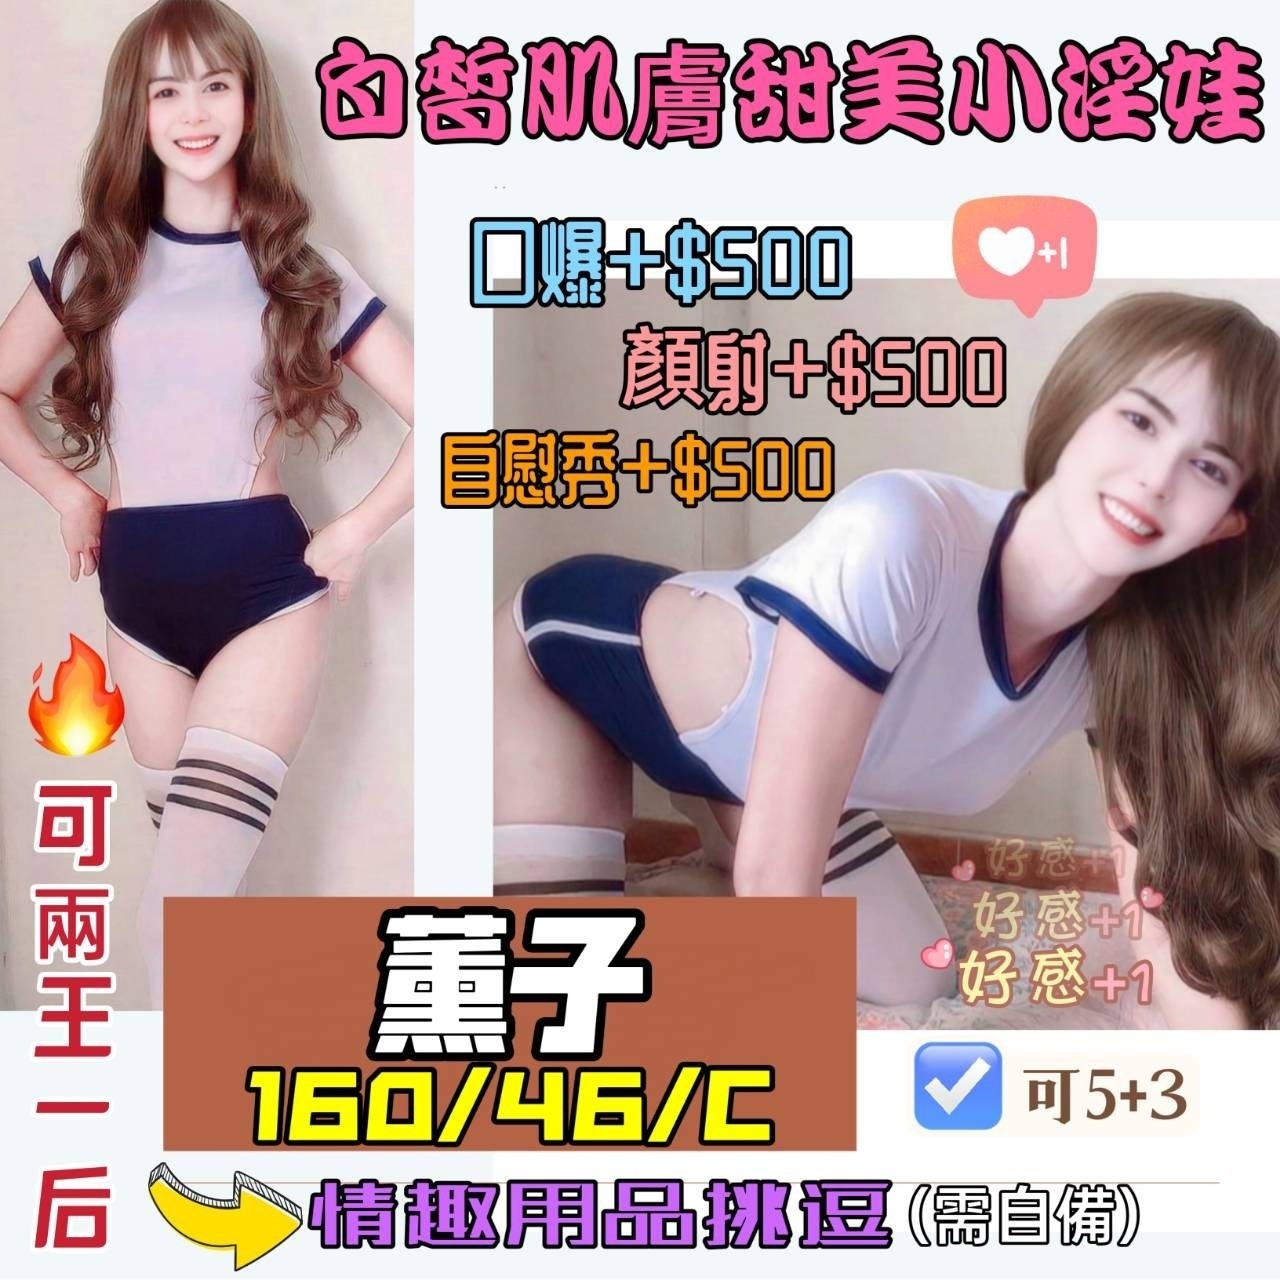 白皙肌膚甜美小淫娃
口爆+$500
+1
顏射+$500
自慰秀+$500
可兩王一后
好感+1
好感+1
好感+1
薰子
160/46/C
可5+3
情趣用品挑逗(需自備)